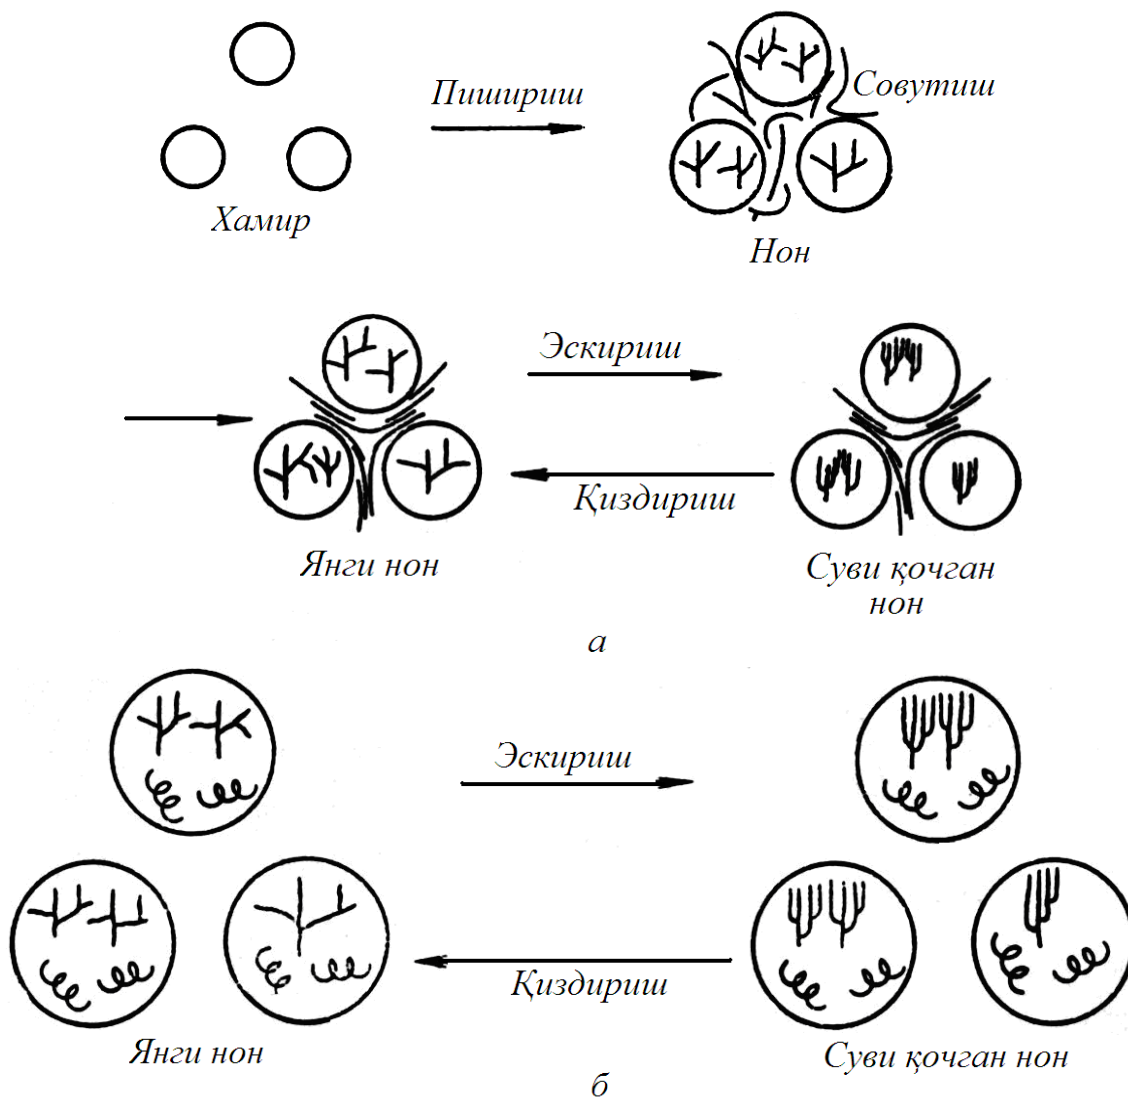 Пишириш
Совутиш
Хамир
Нон
Эскириш
Қиздириш
Янги нон
Суви қочган
нон
а
Эскириш
Қиздириш
Янги нон
Суви қочган нон
б